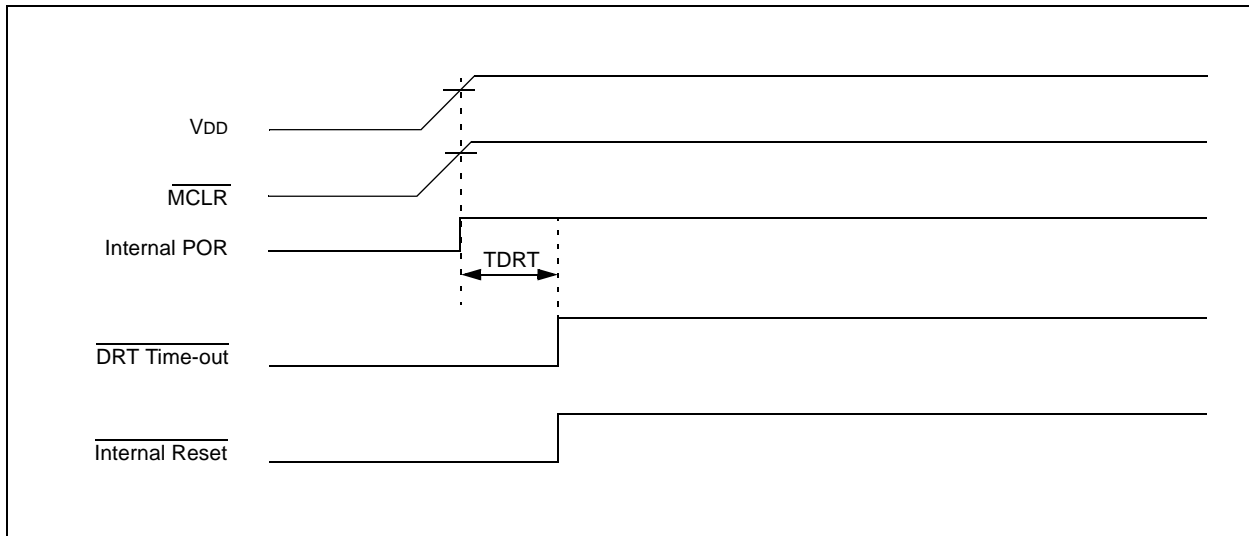 VDD
MCLR
Internal POR
TDRT
DRT Time-out
Internal Reset